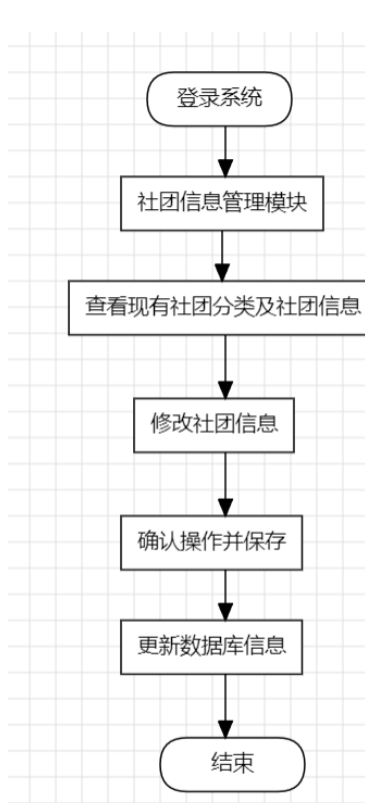 登录系统
社团信息管理模块
查看现有社团分类及社团信息
修改社团信息
确认操作并保存
更新数据库信息
结束